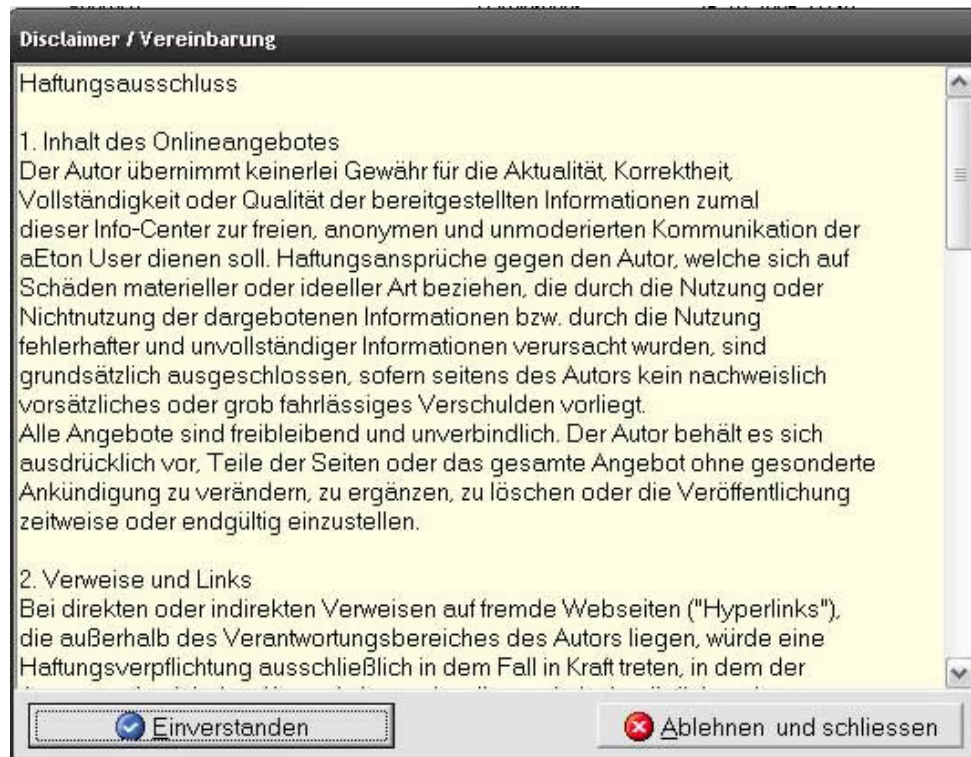 Disclaimer / Vereinbarung
Haftungsausschluss
1. Inhalt des Onlineangebotes
Der Autor übernimmt keinerlei Gewähr für die Aktualität, Korrektheit,
Vollständigkeit oder Qualität der bereitgestellten Informationen zumal
dieser Info-Center zur freien, anonymen und unmoderierten Kommunikation der
aEton User dienen soll. Haftungsansprüche gegen den Autor, welche sich auf
Schäden materieller oder ideeller Art beziehen, die durch die Nutzung oder
Nichtnutzung der dargebotenen Informationen bzw. durch die Nutzung
fehlerhafter und unvollständiger Informationen verursacht wurden, sind
grundsätzlich ausgeschlossen, sofern seitens des Autors kein nachweislich
vorsätzliches oder grob fahrlässiges Verschulden vorliegt.
Alle Angebote sind freibleibend und unverbindlich. Der Autor behält es sich
ausdrücklich vor, Teile der Seiten oder das gesamte Angebot ohne gesonderte
Ankündigung zu verändern, zu ergänzen, zu löschen oder die Veröffentlichung
zeitweise oder endgültig einzustellen.
2. Verweise und Links
Bei direkten oder indirekten Verweisen auf fremde Webseiten ("Hyperlinks"),
die außerhalb des Verantwortungsbereiches des Autors liegen, würde eine
Haftungsverpflichtung ausschließlich in dem Fall in Kraft treten, in dem der
Einverstanden
Ablehnen und schliessen